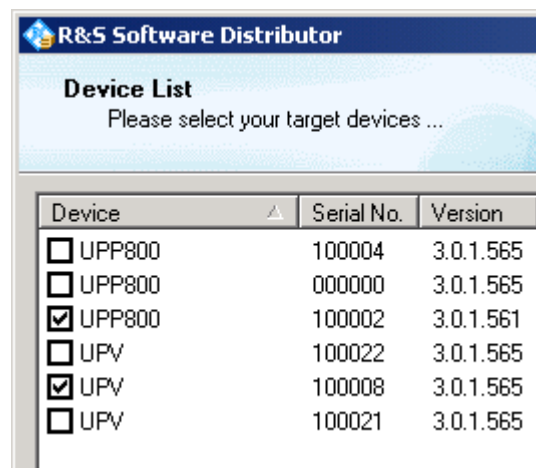 R&S Software Distributor
Device List
Please select your target devices ...
Device Serial No. Version
UPP800 100004 3.0.1.565
UPP800 000000 3.0.1.565
UPP800 100002 3.0.1.561
UPV 100022 3.0.1.565
UPV 100008 3.0.1.565
UPV 100021 3.0.1.565